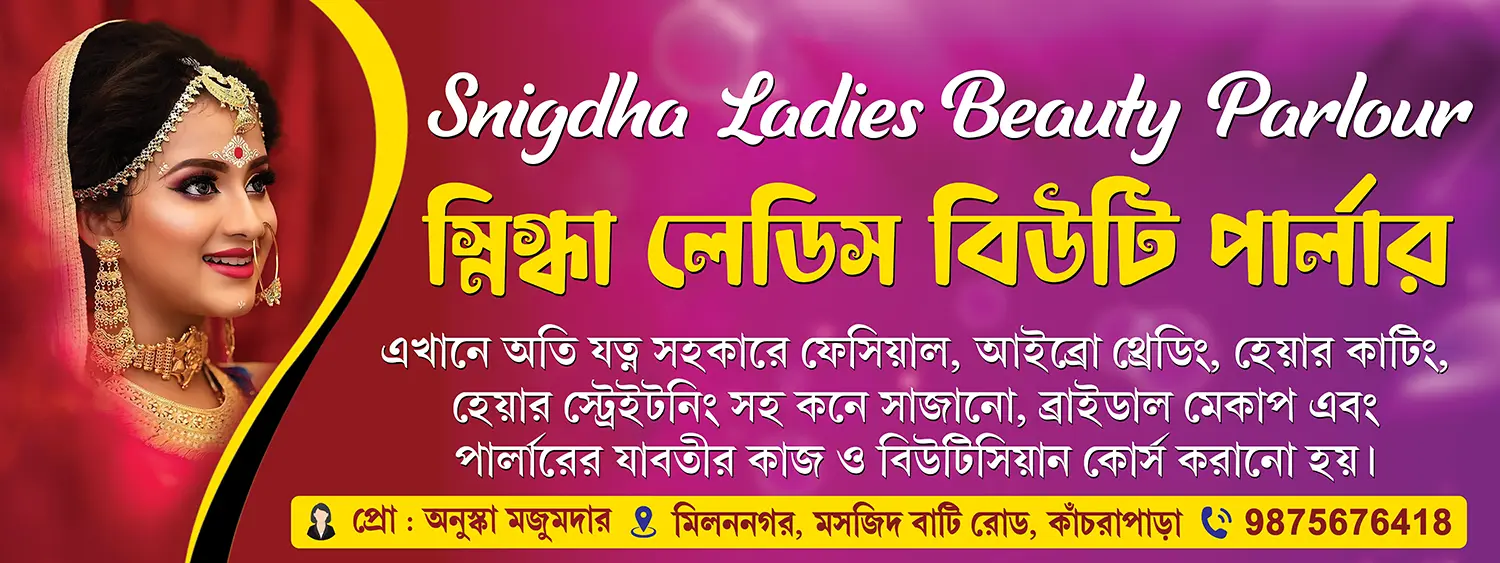 Snigdha Ladies Beauty Parlour
স্নিগ্ধা লেডিস বিউটি পার্লার
এখানে অতি যত্ন সহকারে ফেসিয়াল, আইব্রো থ্রেডিং, হেয়ার কাটিং,
হেয়ার স্ট্রেইটনিং সহ কনে সাজানো, ব্রাইডাল মেকাপ এবং
পার্লারের যাবতীর কাজ ও বিউটিসিয়ান কোর্স করানো হয়।
প্রো : অনুস্কা মজুমদার মিলননগর, মসজিদ বাটি রোড, কাঁচরাপাড়া 9875676418